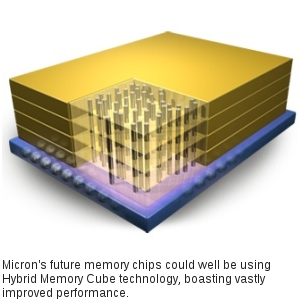 Micron's future memory chips could well be using
Hybrid Memory Cube technology, boasting vastly
improved performance.